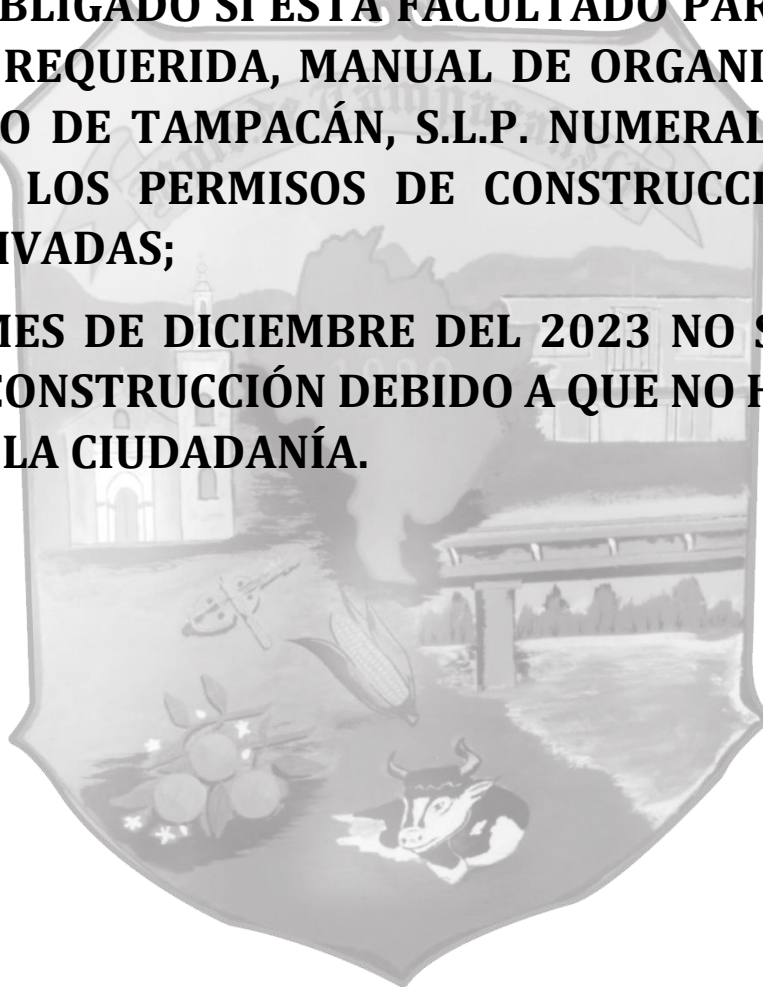 BLIGADO SI ESTÁ FACULTADO PAR
REQUERIDA, MANUAL DE ORGANI
O DE TAMPACÁN, S.L.P. NUMERAL
LOS PERMISOS DE CONSTRUCCI
IVADAS;
MES DE DICIEMBRE DEL 2023 NO S
CONSTRUCCIÓN DEBIDO A QUE NO H
LA CIUDADANÍA.